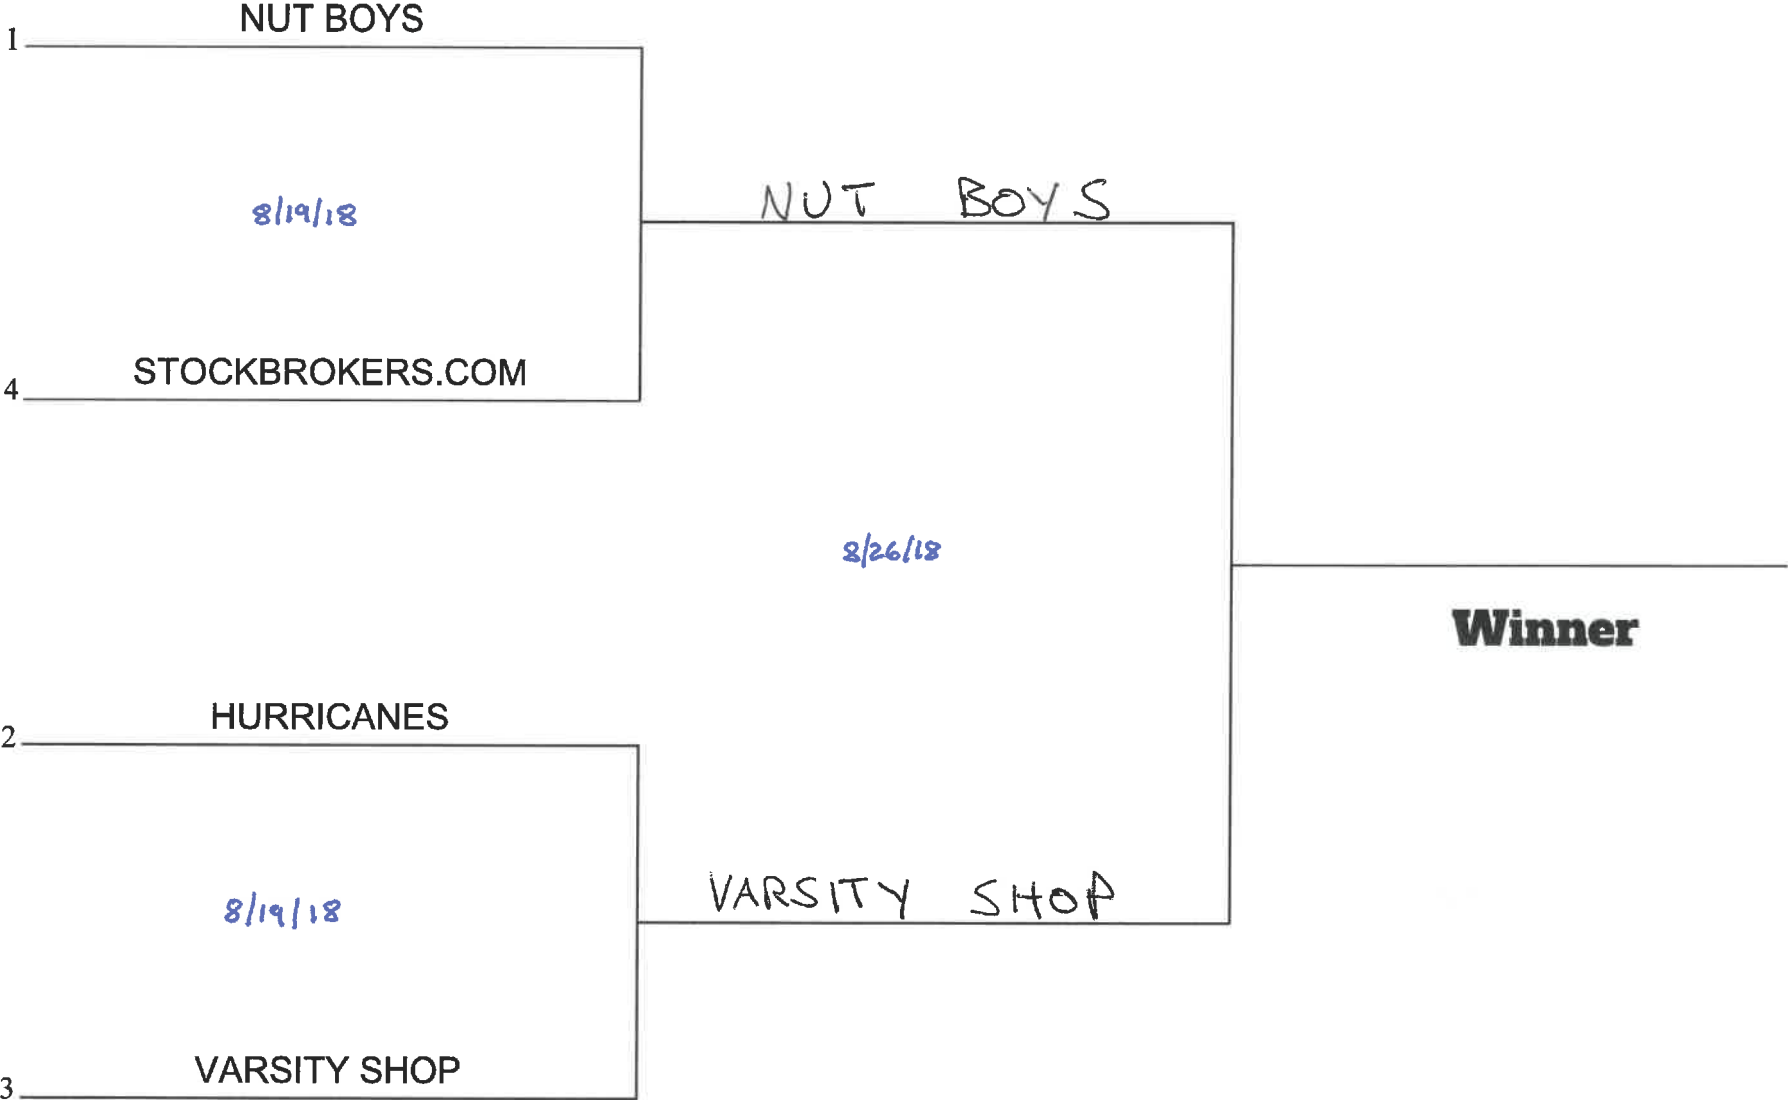 NUT BOYS
1
8/19/18
NUT BOYS
STOCKBROKERS.COM
4
8/26/18
Winner
HURRICANES
2
8/19/18
VARSITY SHOP
VARSITY SHOP
3